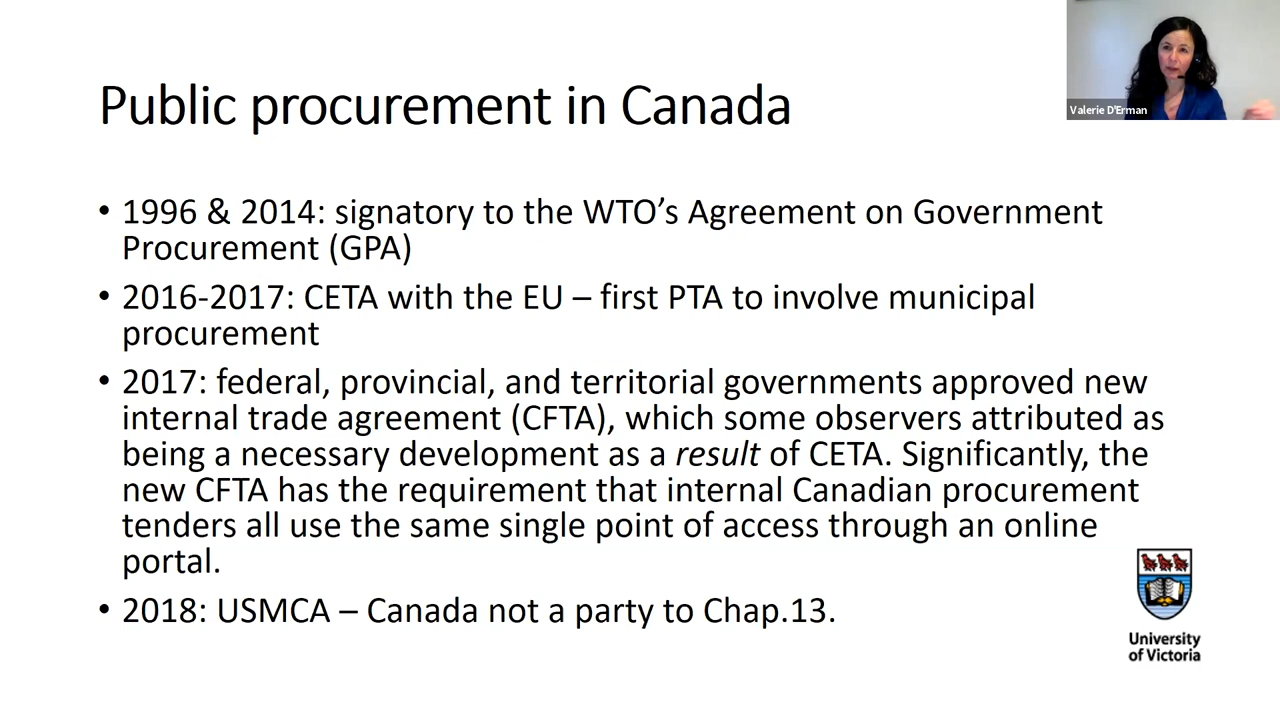 Public procurement in Canada
Valerie D'Erman
• 1996 & 2014: signatory to the WTO’s Agreement on Government
Procurement (GPA)
• 2016-2017: CETA with the EU – first PTA to involve municipal
procurement
• 2017: federal, provincial, and territorial governments approved new
internal trade agreement (CFTA), which some observers attributed as
being a necessary development as a result of CETA. Significantly, the
new CFTA has the requirement that internal Canadian procurement
tenders all use the same single point of access through an online
portal.
• 2018: USMCA – Canada not a party to Chap.13.
University
of Victoria